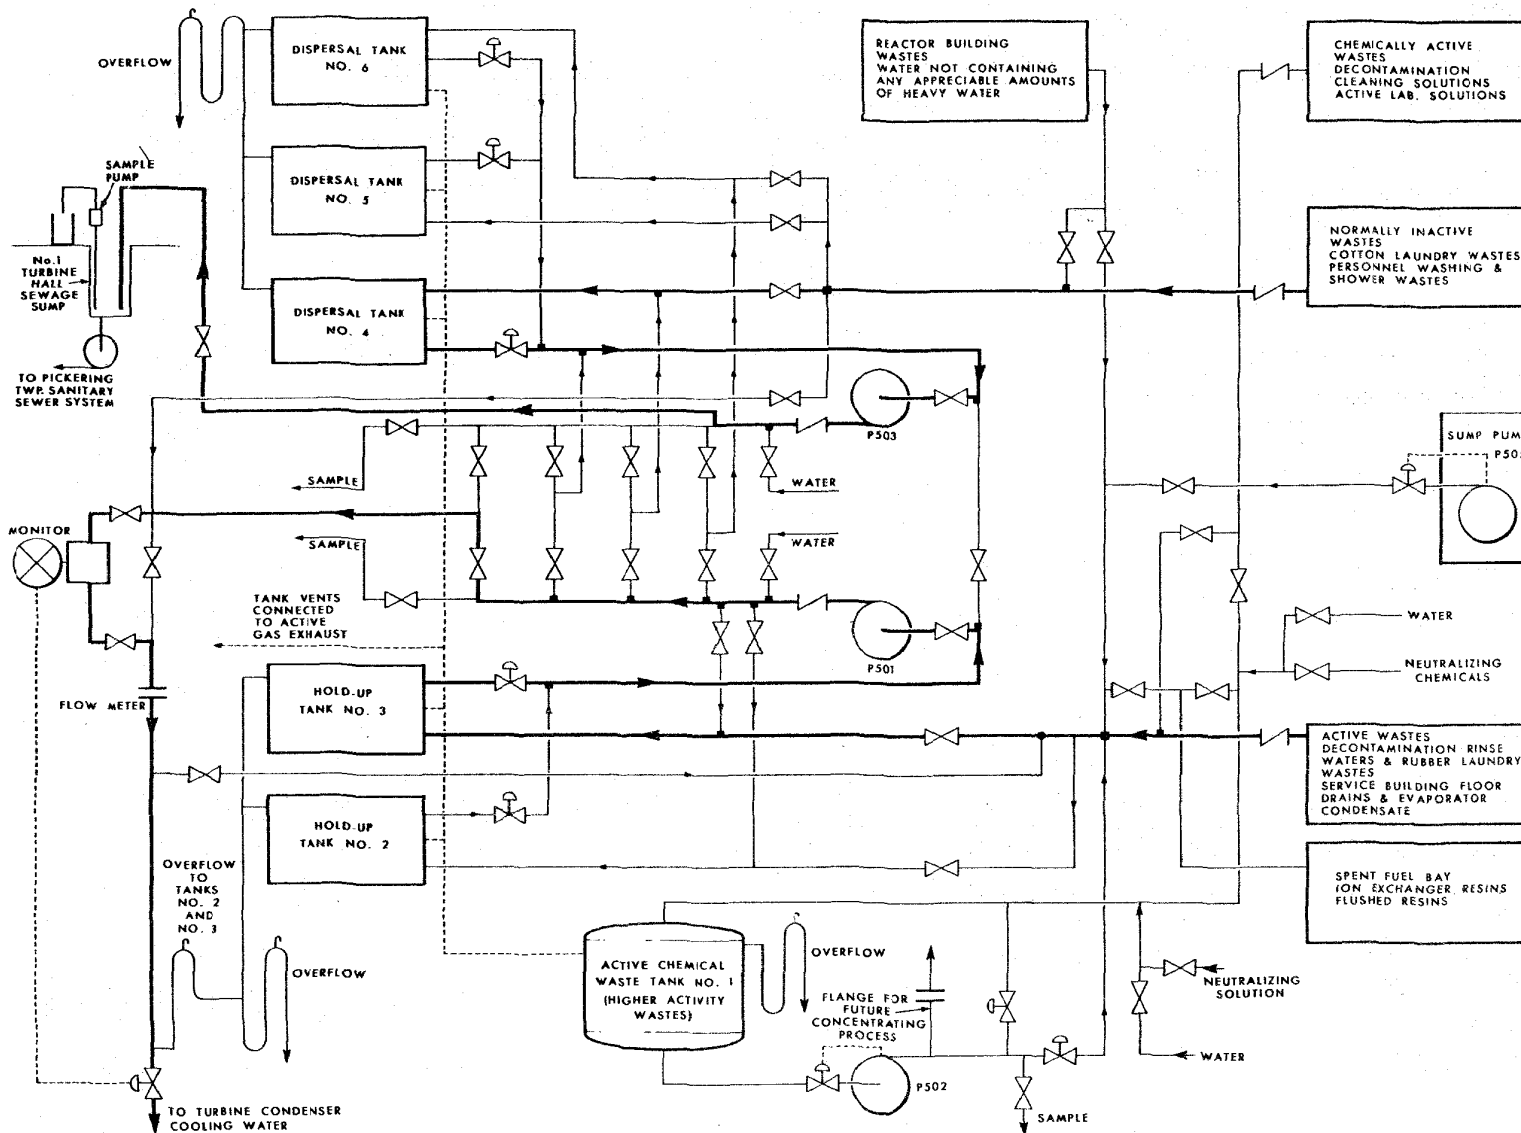 OVERFLOW
DISPERSAL TANK
NO. 6
REACTOR BUILDING
WASTES
WATER NOT CONTAINING
ANY APPRECIABLE AMOUNTS
OF HEAVY WATER
CHEMICALLY ACTIVE
WASTES
DECONTAMINATION
CLEANING SOLUTIONS
ACTIVE LAB. SOLUTIONS
SAMPLE
PUMP
DISPERSAL TANK
NO. 5
No.1
TURBINE
HALL
SEWAGE
SUMP
NORMALLY INACTIVE
WASTES
COTTON LAUNDRY WASTES
PERSONNEL WASHING &
SHOWER WASTES
DISPERSAL TANK
NO. 4
TO PICKERING
TWP. SANITARY
SEWER SYSTEM
P503
SUMP PUM
SAMPLE
WATER
MONITOR
SAMPLE
WATER
TANK VENTS
CONNECTED
TO ACTIVE
GAS EXHAUST
P501
WATER
NEUTRALIZING
CHEMICALS
HOLD-UP
TANK NO. 3
FLOW METER
ACTIVE WASTES
DECONTAMINATION RINSE
WATERS & RUBBER LAUNDRY
WASTES
SERVICE BUILDING FLOOR
DRAINS & EVAPORATOR
CONDENSATE
HOLD-UP
TANK NO. 2
OVERFLOW
TO
TANKS
NO. 2
AND
NO. 3
SPENT FUEL BAY
ION EXCHANGER RESINS
FLUSHED RESINS
OVERFLOW
ACTIVE CHEMICAL
WASTE TANK NO. 1
(HIGHER ACTIVITY
WASTES)
OVERFLOW
FLANGE FOR
FUTURE
CONCENTRATING
PROCESS
NEUTRALIZING
SOLUTION
WATER
P502
SAMPLE
TO TURBINE CONDENSER
COOLING WATER